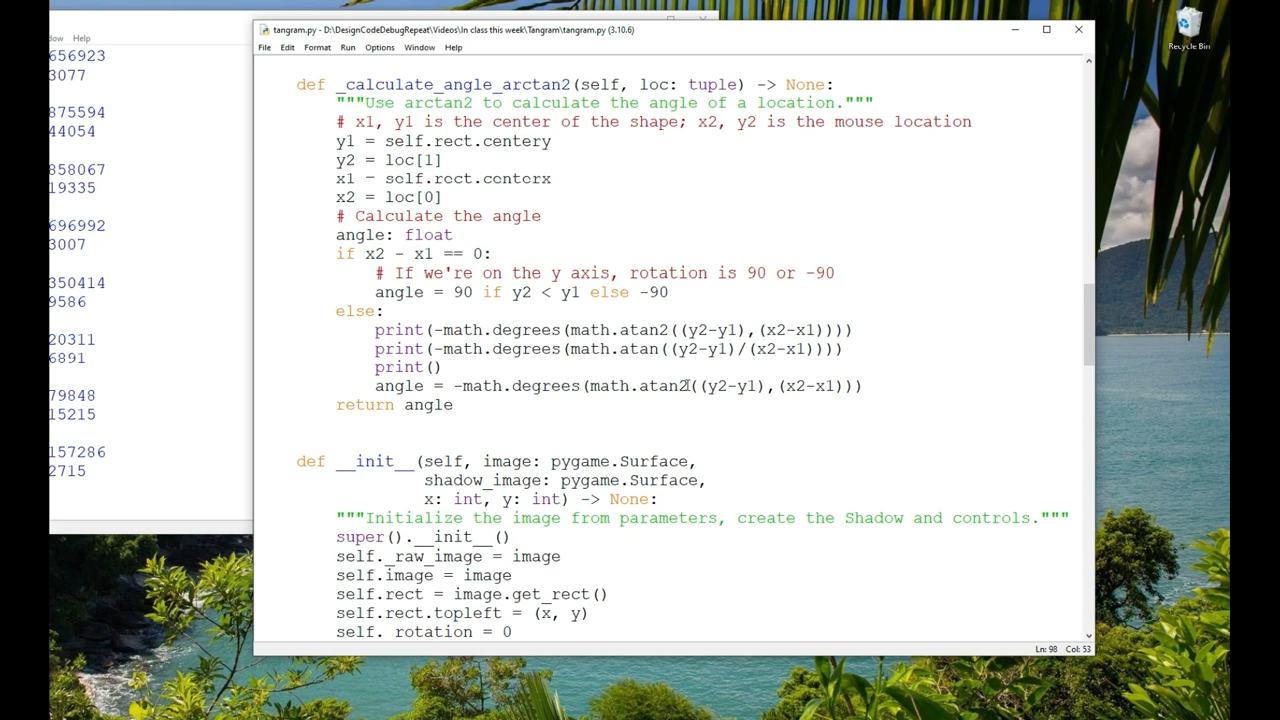 tangram.py - D:\DesignCodeDebugRepeat\Videos\In class this week\Tangram\tangram.py (3.10.6)
File Edit Format Run Options Window Help
def _calculate_angle_arctan2(self, loc: tuple) -> None:
"""Use arctan2 to calculate the angle of a location."""
# x1, y1 is the center of the shape; x2, y2 is the mouse location
y1 = self.rect.centery
y2 = loc[1]
x1 = self.rect.centerx
x2 = loc[0]
# Calculate the angle
angle: float
if x2 - x1 == 0:
# If we're on the y axis, rotation is 90 or -90
angle = 90 if y2 < y1 else -90
else:
print(-math.degrees(math.atan2((y2-y1),(x2-x1))))
print(-math.degrees(math.atan((y2-y1)/(x2-x1))))
print()
angle = -math.degrees(math.atan2((y2-y1),(x2-x1)))
return angle
def __init__(self, image: pygame.Surface,
shadow_image: pygame.Surface,
x: int, y: int) -> None:
"""Initialize the image from parameters, create the Shadow and controls."""
super().__init__()
self._raw_image = image
self.image = image
self.rect = image.get_rect()
self.rect.topleft = (x, y)
self._rotation = 0
Ln: 98 Col: 53
dow Help
656923
3077
875594
44054
858067
19335
696992
3007
350414
9586
20311
6891
79848
15215
157286
2715
Recycle Bin